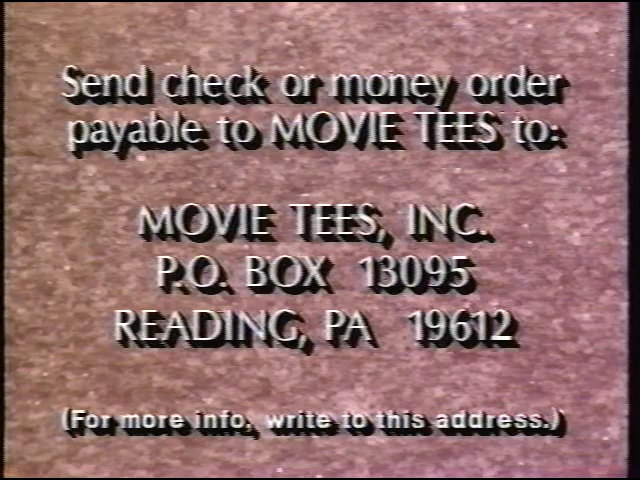 Send check or money order
payable to MOVIE TEES to:
MOVIE TEES, INC.
P.O. BOX 13095
READING, PA 19612
(For more info, write to this address.)